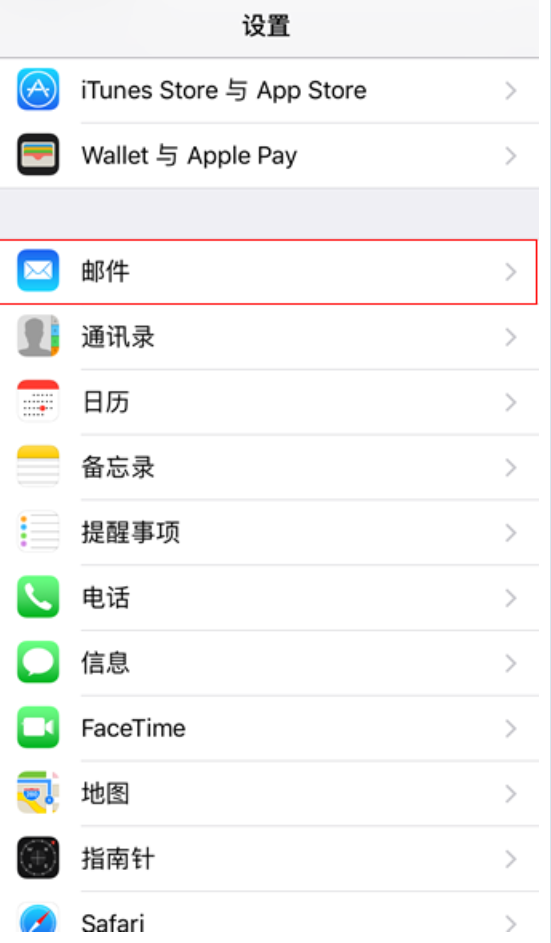 设置
iTunes Store 与 App Store
Wallet 与 Apple Pay
邮件
通讯录
日历
备忘录
提醒事项
电话
信息
FaceTime
地图
指南针
Safari